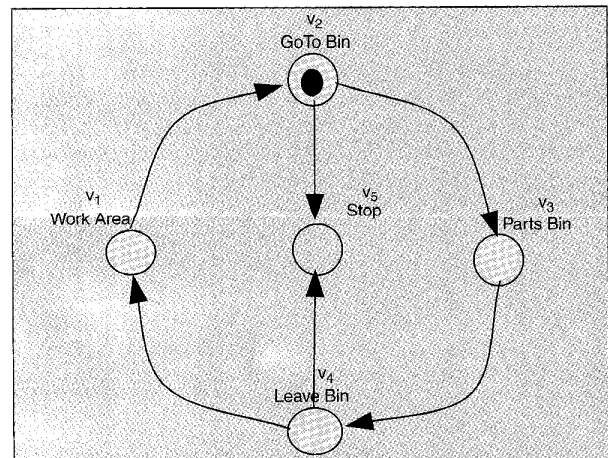 v2
GoTo Bin
v1
Work Area
v5
Stop
v3
Parts Bin
v4
Leave Bin